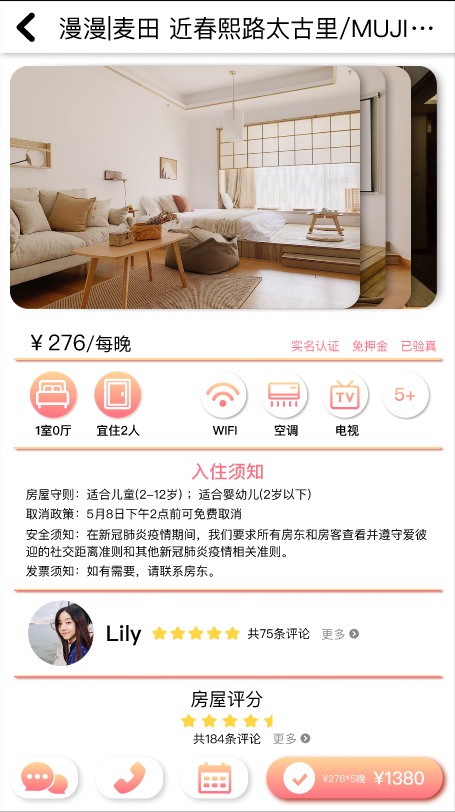 漫漫|麦田 近春熙路太古里/MUJI···
￥276/每晚
实名认证 免押金 已验真
1室0厅 宜住2人 WIFI 空调 TV 电视 5+
入住须知
房屋守则：适合儿童(2-12岁) ；适合婴幼儿(2岁以下)
取消政策：5月8日下午2点前可免费取消
安全须知：在新冠肺炎疫情期间，我们要求所有房东和房客查看并遵守爱彼
迎的社交距离准则和其他新冠肺炎疫情相关准则。
发票须知：如有需要，请联系房东。
Lily 共75条评论 更多
房屋评分
共184条评论 更多
￥276*5晚 ￥1380